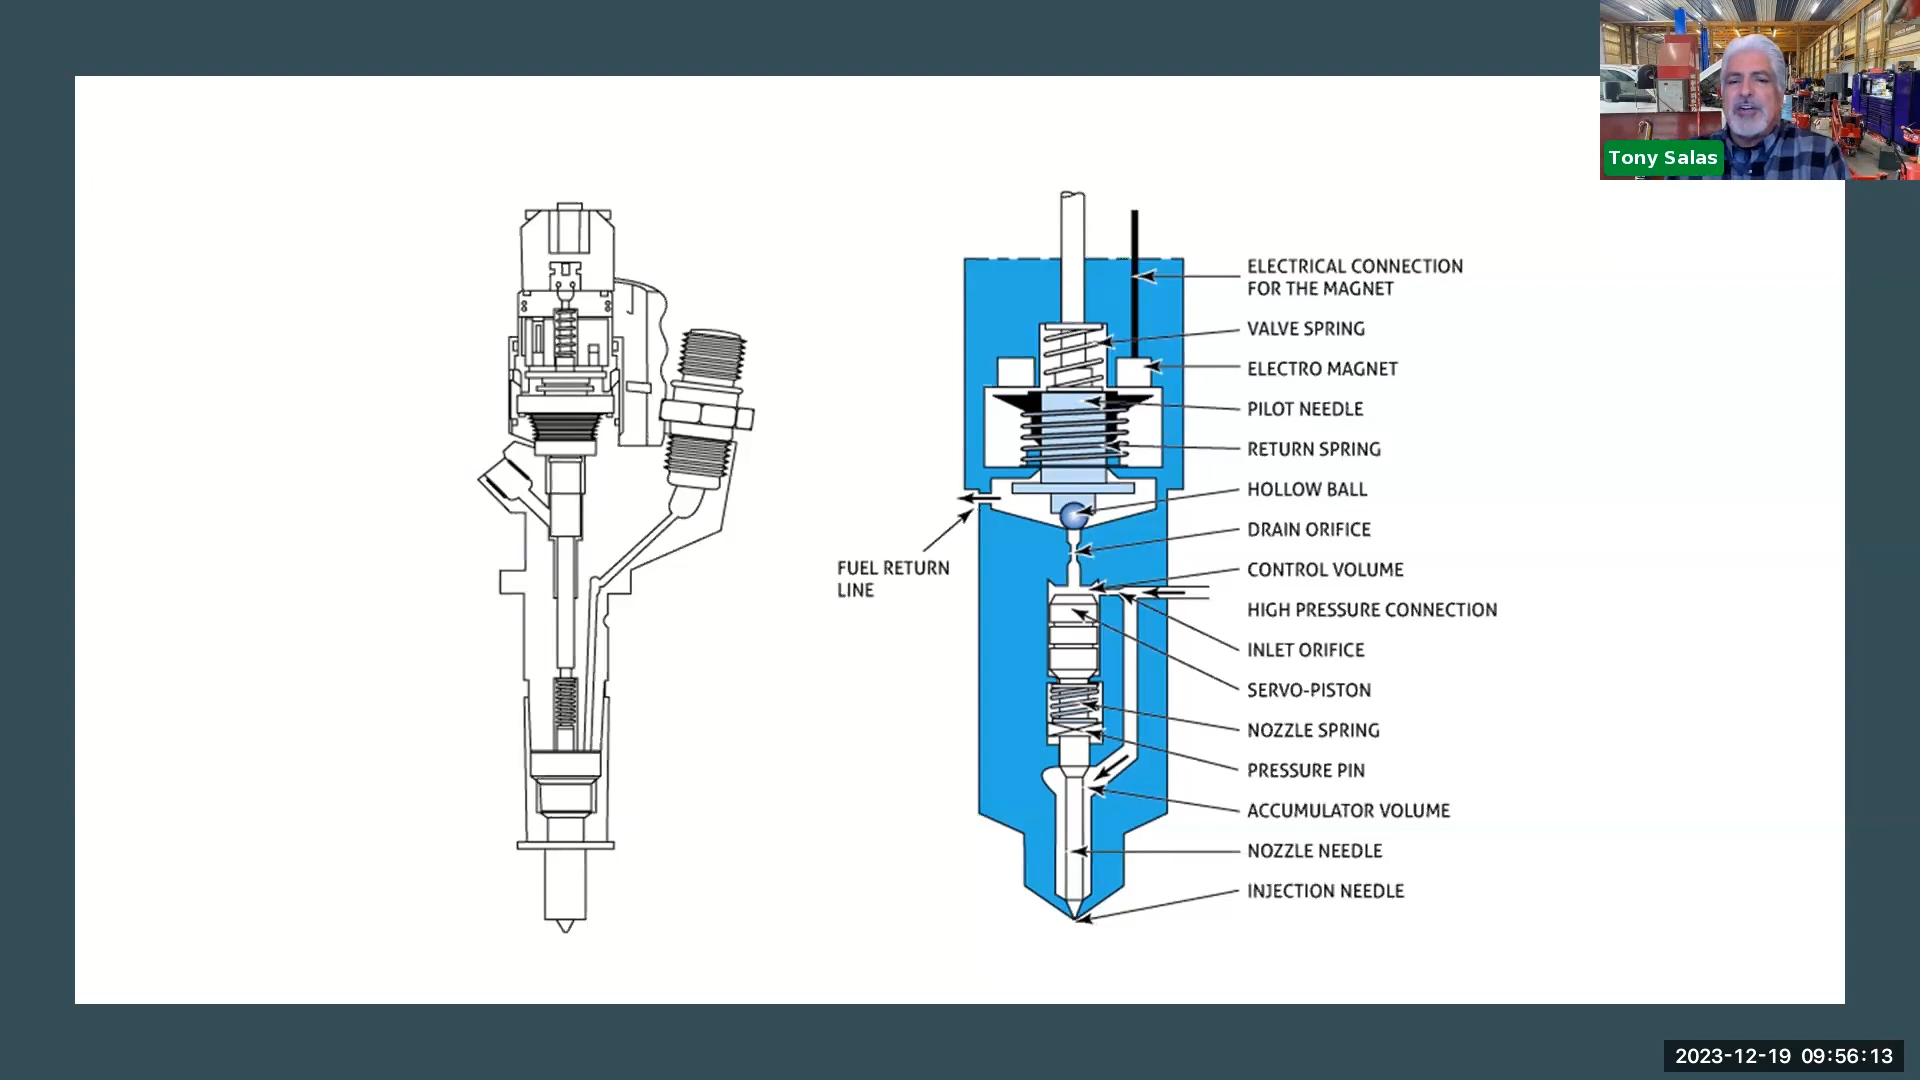 Tony Salas
ELECTRICAL CONNECTION
FOR THE MAGNET
VALVE SPRING
ELECTRO MAGNET
PILOT NEEDLE
RETURN SPRING
HOLLOW BALL
DRAIN ORIFICE
FUEL RETURN
LINE
CONTROL VOLUME
HIGH PRESSURE CONNECTION
INLET ORIFICE
SERVO-PISTON
NOZZLE SPRING
PRESSURE PIN
ACCUMULATOR VOLUME
NOZZLE NEEDLE
INJECTION NEEDLE
2023-12-19 09:56:13